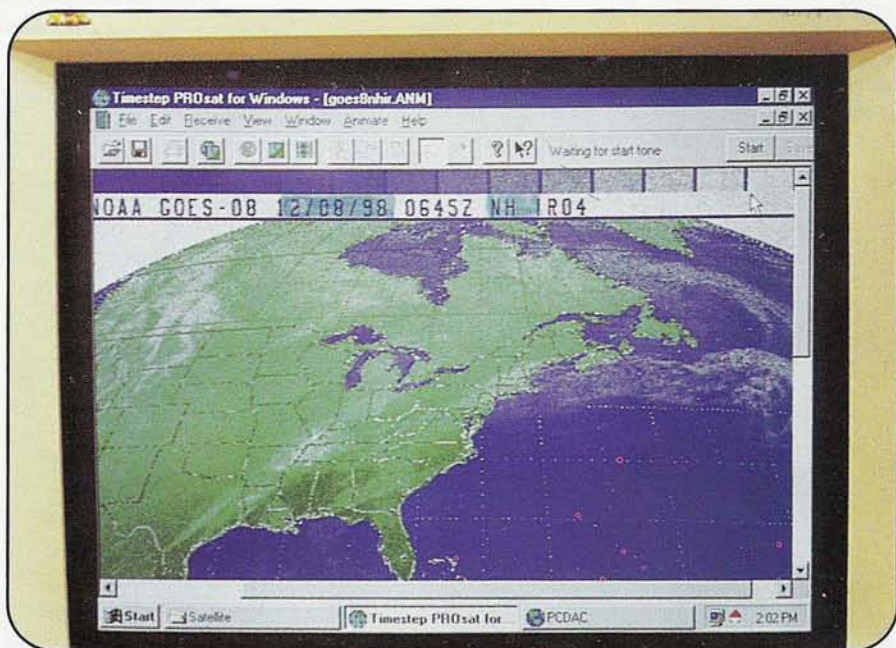 Timestep PROsat for Windows - [goes8nhir.ANM]
File Edit Receive View Window Animate Help
Waiting for start tone Start
NOAA GOES-08 12/08/98 0645Z NH IR04
Start Satellite Timestep PROsat for PCDAC 2:02 PM